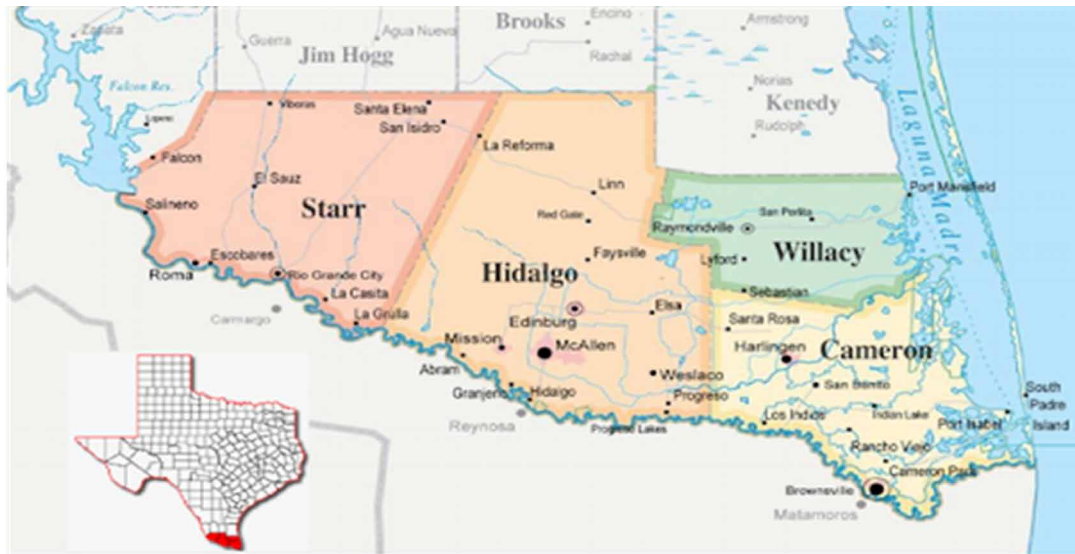 Zapata
Guerra
Jim Hogg
Agua Nueva
Brooks
Encino
Rachal
Armstrong
Norias
Kenedy
Rudolph
Falcon Res.
Lopeno
Viboras
Santa Elena
San Isidro
La Reforma
Falcon
El Sauz
Salineno
Starr
Escobares
Roma
Rio Grande City
La Casita
La Grulla
Camargo
Linn
Red Gate
Faysville
Hidalgo
Elsa
Edinburg
Mission
McAllen
Abram
Weslaco
Granjeno
Hidalgo
Progreso
Progreso Lakes
Reynosa
Port Mansfield
San Perlita
Raymondville
Willacy
Lyford
Sebastian
Laguna Madre
Santa Rosa
Harlingen
Cameron
San Benito
Los Indios
Indian Lake
Port Isabel
South
Padre
Island
Rancho Viejo
Cameron Park
Brownsville
Matamoros